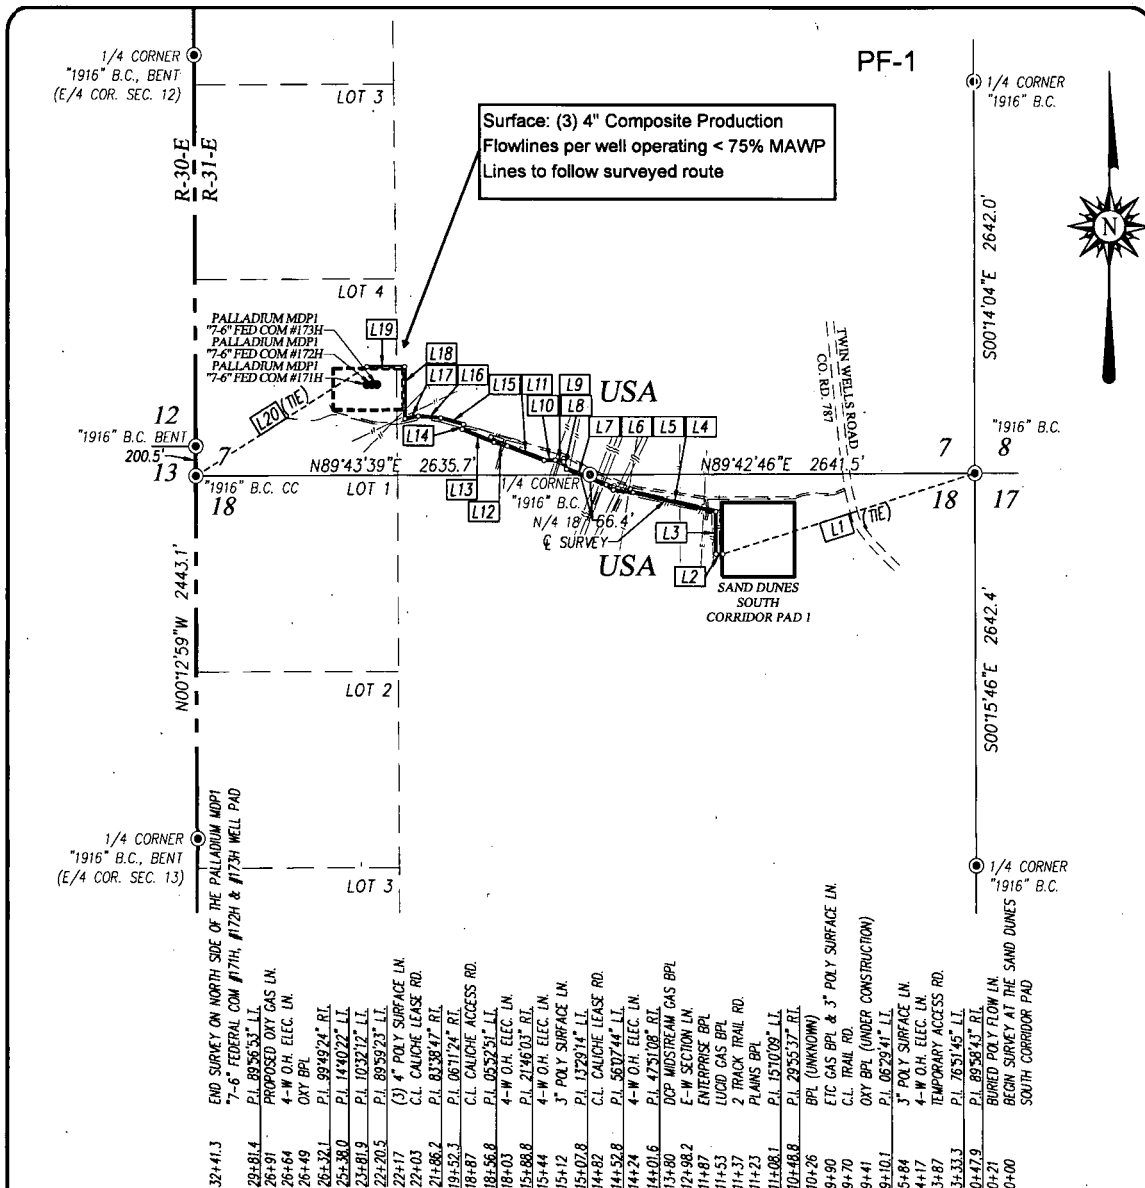 PF-1
1/4 CORNER
"1916" B.C., BENT
(E/4 COR. SEC. 12)
LOT 3
1/4 CORNER
"1916" B.C.
Surface: (3) 4" Composite Production
Flowlines per well operating < 75% MAWP
Lines to follow surveyed route
R-30-E
R-31-E
S00°14'04"E 2642.0'
N
LOT 4
PALLADIUM MDP1
"7-6" FED COM #173H
PALLADIUM MDP1
"7-6" FED COM #172H
PALLADIUM MDP1
"7-6" FED COM #171H
L19
L18
L17
L16
L15
L11
L10
L9
L8
USA
L7
L6
L5
L4
TWIN WELLS ROAD
CO. RD. 787
L20
(TIE)
L14
12
7
"1916" B.C. BENT
200.5'
13
18
"1916" B.C. CC
N89°43'39"E 2635.7'
LOT 1
L13
L12
1/4 CORNER
"1916" B.C.
N/4 18
66.4'
℄ SURVEY
USA
N89°42'46"E 2641.5'
7
8
"1916" B.C.
18
17
L1
(TIE)
L3
L2
SAND DUNES
SOUTH
CORRIDOR PAD 1
N00°12'59"W 2443.1'
LOT 2
S00°15'46"E 2642.4'
1/4 CORNER
"1916" B.C., BENT
(E/4 COR. SEC. 13)
LOT 3
1/4 CORNER
"1916" B.C.
32+41.3 END SURVEY ON NORTH SIDE OF THE PALLADIUM MDP1
"7-6" FEDERAL COM #171H, #172H & #173H WELL PAD
29+81.4 P.I. 89°56'53" LT.
26+91 PROPOSED OXY GAS LN.
26+64 4-W O.H. ELEC. LN.
26+49 OXY BPL
26+32.1 P.I. 99°49'24" RT.
25+38.0 P.I. 14°40'22" LT.
23+81.9 P.I. 10°32'12" LT.
22+20.5 P.I. 89°59'23" LT.
22+17 (3) 4" POLY SURFACE LN.
22+03 C.L. CALICHE LEASE RD.
21+86.2 P.I. 83°38'47" RT.
19+52.3 P.I. 06°11'24" RT.
18+87 C.L. CALICHE ACCESS RD.
18+56.8 P.I. 05°52'51" LT.
18+03 4-W O.H. ELEC. LN.
15+88.8 P.I. 21°46'03" RT.
15+44 4-W O.H. ELEC. LN.
15+12 3" POLY SURFACE LN.
15+07.8 P.I. 13°29'14" LT.
14+82 C.L. CALICHE LEASE RD.
14+52.8 P.I. 56°07'44" LT.
14+24 4-W O.H. ELEC. LN.
14+01.6 P.I. 47°51'08" RT.
13+80 DCP MIDSTREAM GAS BPL
12+98.2 E-W SECTION LN.
11+87 ENTERPRISE BPL
11+53 LUCID GAS BPL
11+37 2 TRACK TRAIL RD.
11+23 PLAINS BPL
11+08.1 P.I. 15°10'09" LT.
10+48.8 P.I. 29°55'37" RT.
10+26 BPL (UNKNOWN)
9+90 ETC GAS BPL & 3" POLY SURFACE LN.
9+70 C.L. TRAIL RD.
9+41 OXY BPL (UNDER CONSTRUCTION)
9+10.1 P.I. 06°29'41" LT.
5+84 3" POLY SURFACE LN.
4+17 4-W O.H. ELEC. LN.
3+87 TEMPORARY ACCESS RD.
3+33.3 P.I. 76°51'45" LT.
0+47.9 P.I. 89°58'43" RT.
0+21 BURIED POLY FLOW LN.
0+00 BEGIN SURVEY AT THE SAND DUNES
SOUTH CORRIDOR PAD